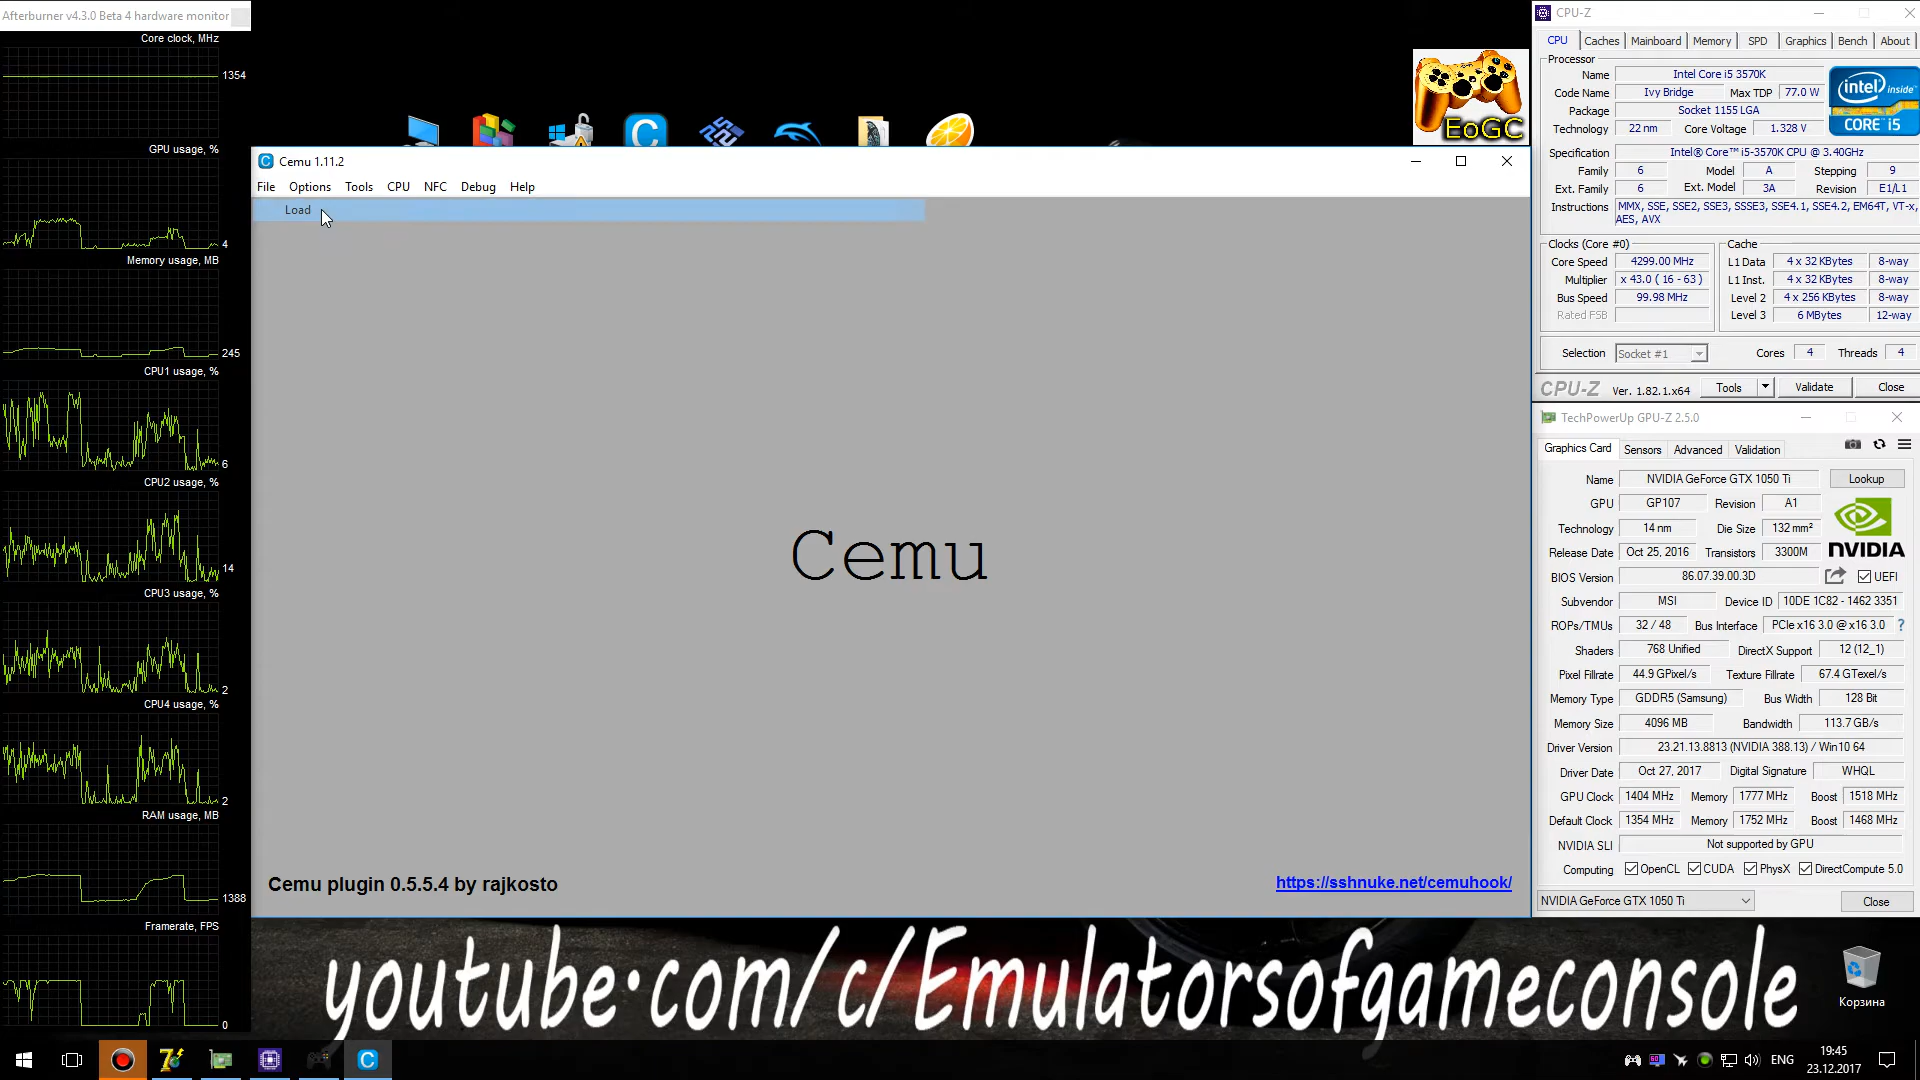 Afterburner v4.3.0 Beta 4 hardware monitor
Core clock, MHz
1354
GPU usage, %
4
Memory usage, MB
245
CPU1 usage, %
6
CPU2 usage, %
14
CPU3 usage, %
2
CPU4 usage, %
2
RAM usage, MB
1388
Framerate, FPS
0
EoGC
Cemu 1.11.2
File Options Tools CPU NFC Debug Help
Load
Cemu
Cemu plugin 0.5.5.4 by rajkosto
https://sshnuke.net/cemuhook/
youtube.com/c/Emulatorsofgameconsole
CPU-Z
CPU Caches Mainboard Memory SPD Graphics Bench About
Processor
Name Intel Core i5 3570K
Code Name Ivy Bridge Max TDP 77.0 W
Package Socket 1155 LGA
Technology 22 nm Core Voltage 1.328 V
intel inside
CORE i5
Specification Intel® Core™ i5-3570K CPU @ 3.40GHz
Family 6 Model A Stepping 9
Ext. Family 6 Ext. Model 3A Revision E1/L1
Instructions MMX, SSE, SSE2, SSE3, SSSE3, SSE4.1, SSE4.2, EM64T, VT-x,
AES, AVX
Clocks (Core #0) Cache
Core Speed 4299.00 MHz L1 Data 4 x 32 KBytes 8-way
Multiplier x 43.0 ( 16 - 63 ) L1 Inst. 4 x 32 KBytes 8-way
Bus Speed 99.98 MHz Level 2 4 x 256 KBytes 8-way
Rated FSB Level 3 6 MBytes 12-way
Selection Socket #1 Cores 4 Threads 4
CPU-Z Ver. 1.82.1.x64 Tools Validate Close
TechPowerUp GPU-Z 2.5.0
Graphics Card Sensors Advanced Validation
Name NVIDIA GeForce GTX 1050 Ti Lookup
GPU GP107 Revision A1
Technology 14 nm Die Size 132 mm²
Release Date Oct 25, 2016 Transistors 3300M
NVIDIA
BIOS Version 86.07.39.00.3D UEFI
Subvendor MSI Device ID 10DE 1C82 - 1462 3351
ROPs/TMUs 32 / 48 Bus Interface PCIe x16 3.0 @ x16 3.0 ?
Shaders 768 Unified DirectX Support 12 (12_1)
Pixel Fillrate 44.9 GPixel/s Texture Fillrate 67.4 GTexel/s
Memory Type GDDR5 (Samsung) Bus Width 128 Bit
Memory Size 4096 MB Bandwidth 113.7 GB/s
Driver Version 23.21.13.8813 (NVIDIA 388.13) / Win10 64
Driver Date Oct 27, 2017 Digital Signature WHQL
GPU Clock 1404 MHz Memory 1777 MHz Boost 1518 MHz
Default Clock 1354 MHz Memory 1752 MHz Boost 1468 MHz
NVIDIA SLI Not supported by GPU
Computing OpenCL CUDA PhysX DirectCompute 5.0
NVIDIA GeForce GTX 1050 Ti Close
Корзина
ENG
19:45
23.12.2017